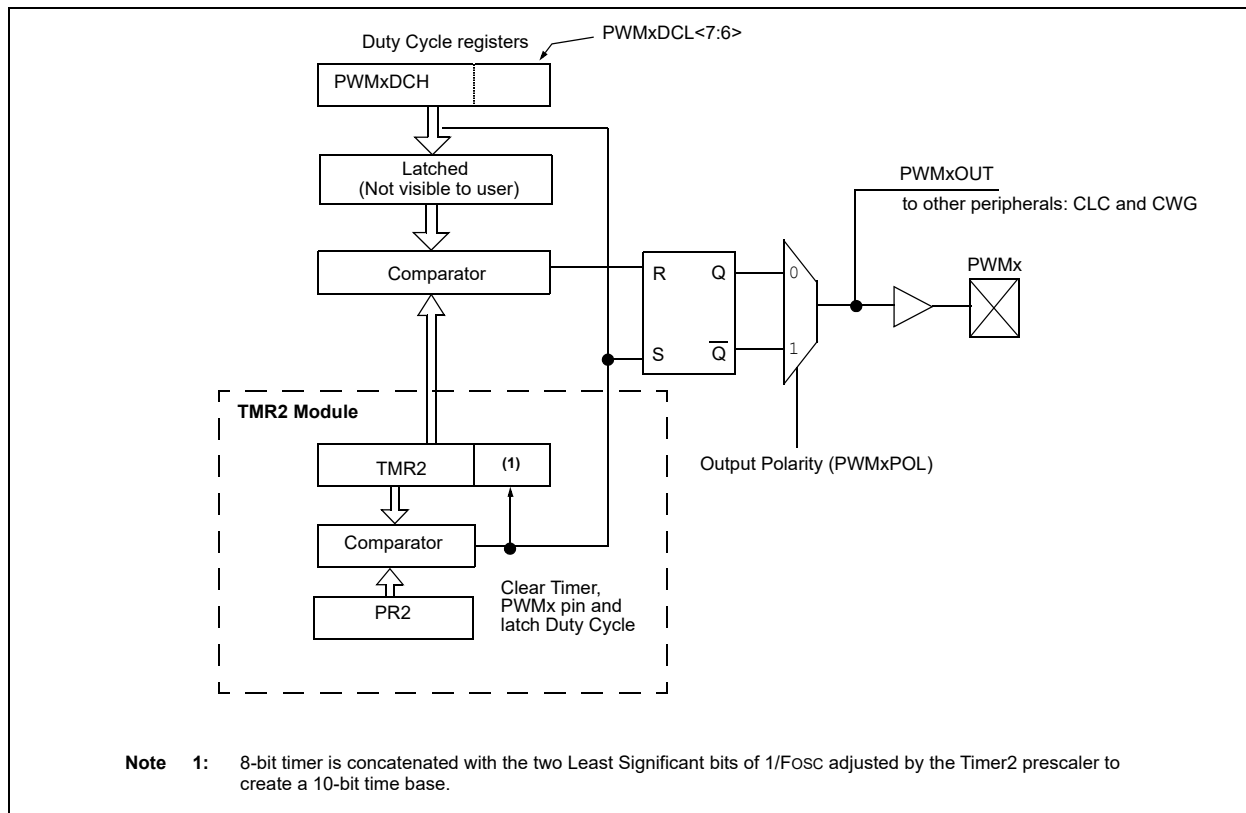 Duty Cycle registers
PWMxDCL<7:6>
PWMxDCH
Latched
(Not visible to user)
Comparator
R Q
S Q
0
1
PWMxOUT
to other peripherals: CLC and CWG
PWMx
Output Polarity (PWMxPOL)
TMR2 Module
TMR2 (1)
Comparator
PR2
Clear Timer,
PWMx pin and
latch Duty Cycle
Note 1: 8-bit timer is concatenated with the two Least Significant bits of 1/FOSC adjusted by the Timer2 prescaler to
create a 10-bit time base.